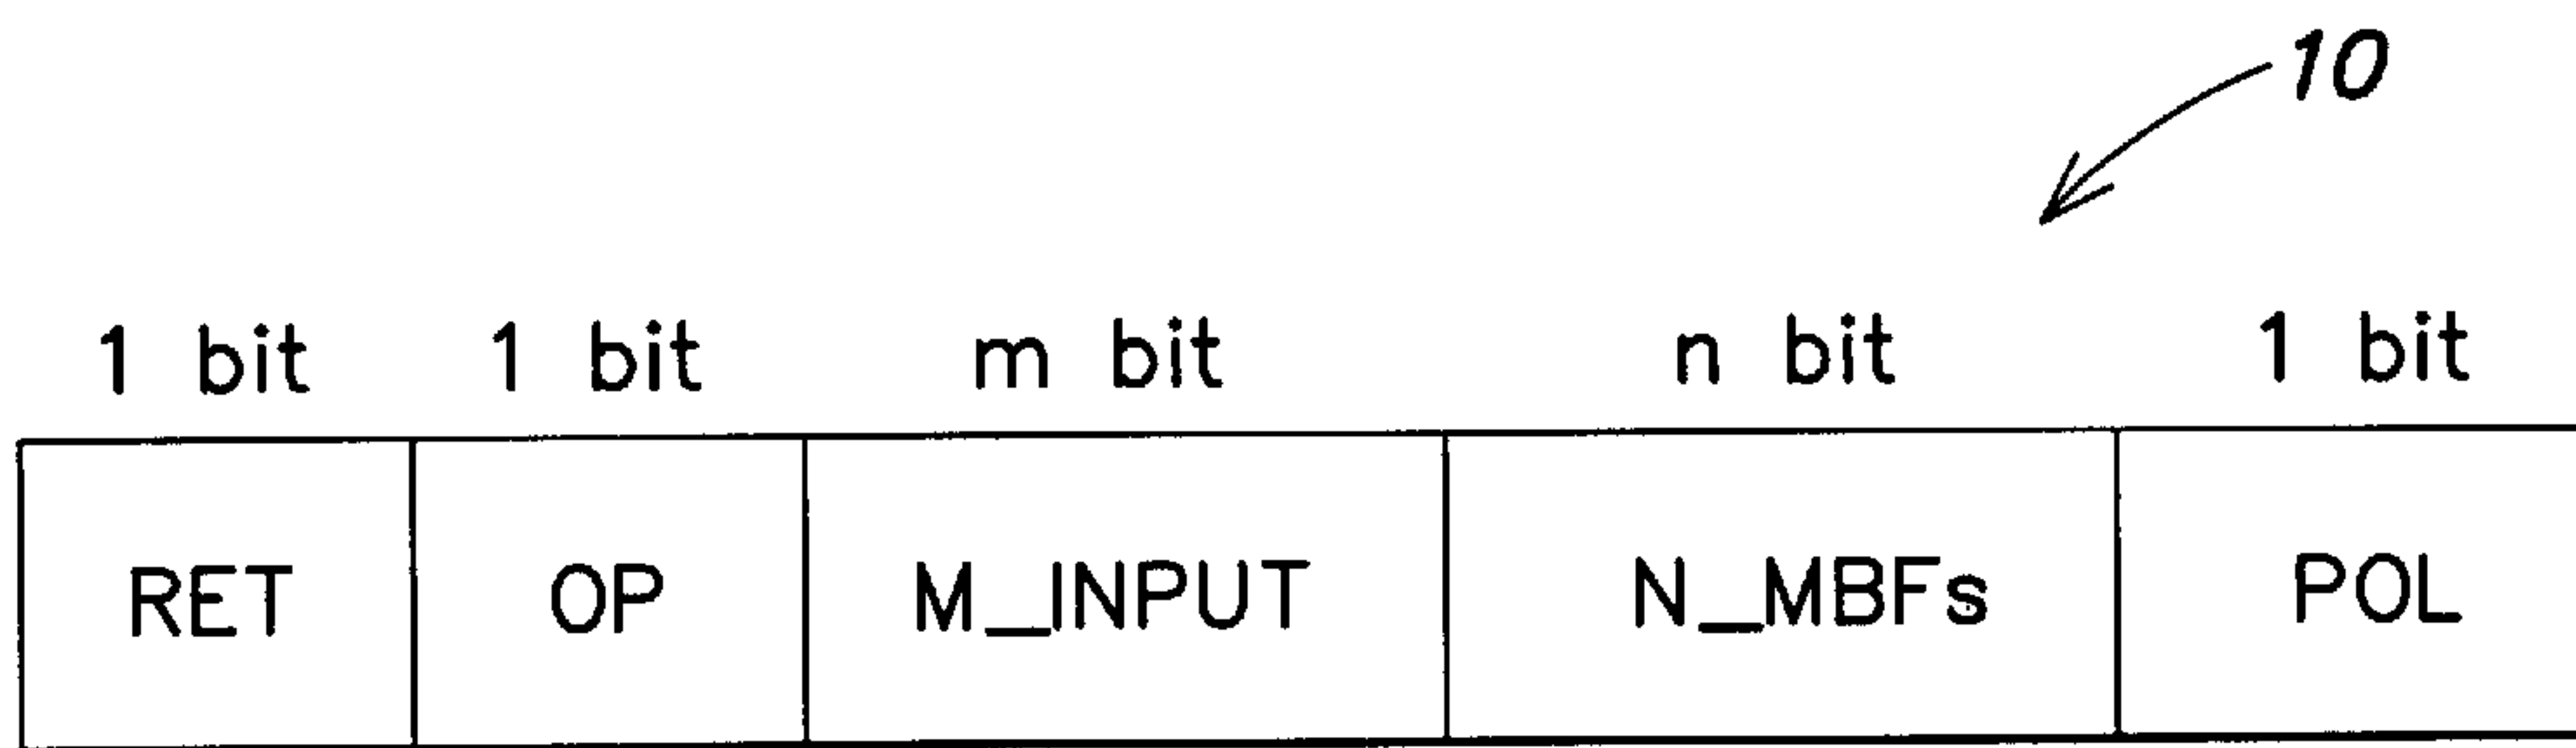 10
1 bit 1 bit m bit n bit 1 bit
RET OP M_INPUT N_MBFs POL